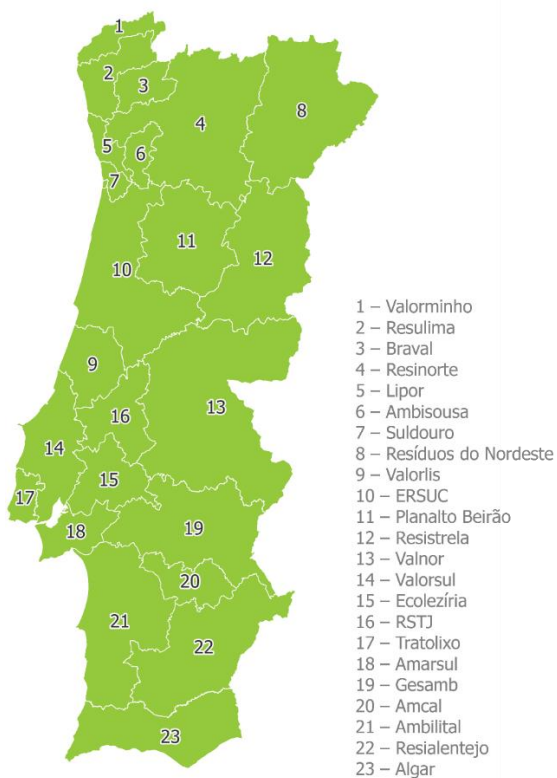 1
2
3
4
8
5
6
7
11
12
10
9
13
16
14
15
17
18
19
20
21
22
23
1 – Valorminho
2 – Resulima
3 – Braval
4 – Resinorte
5 – Lipor
6 – Ambisousa
7 – Suldouro
8 – Resíduos do Nordeste
9 – Valorlis
10 – ERSUC
11 – Planalto Beirão
12 – Resistrela
13 – Valnor
14 – Valorsul
15 – Ecolezíria
16 – RSTJ
17 – Tratolixo
18 – Amarsul
19 – Gesamb
20 – Amcal
21 – Ambilital
22 – Resialentejo
23 – Algar